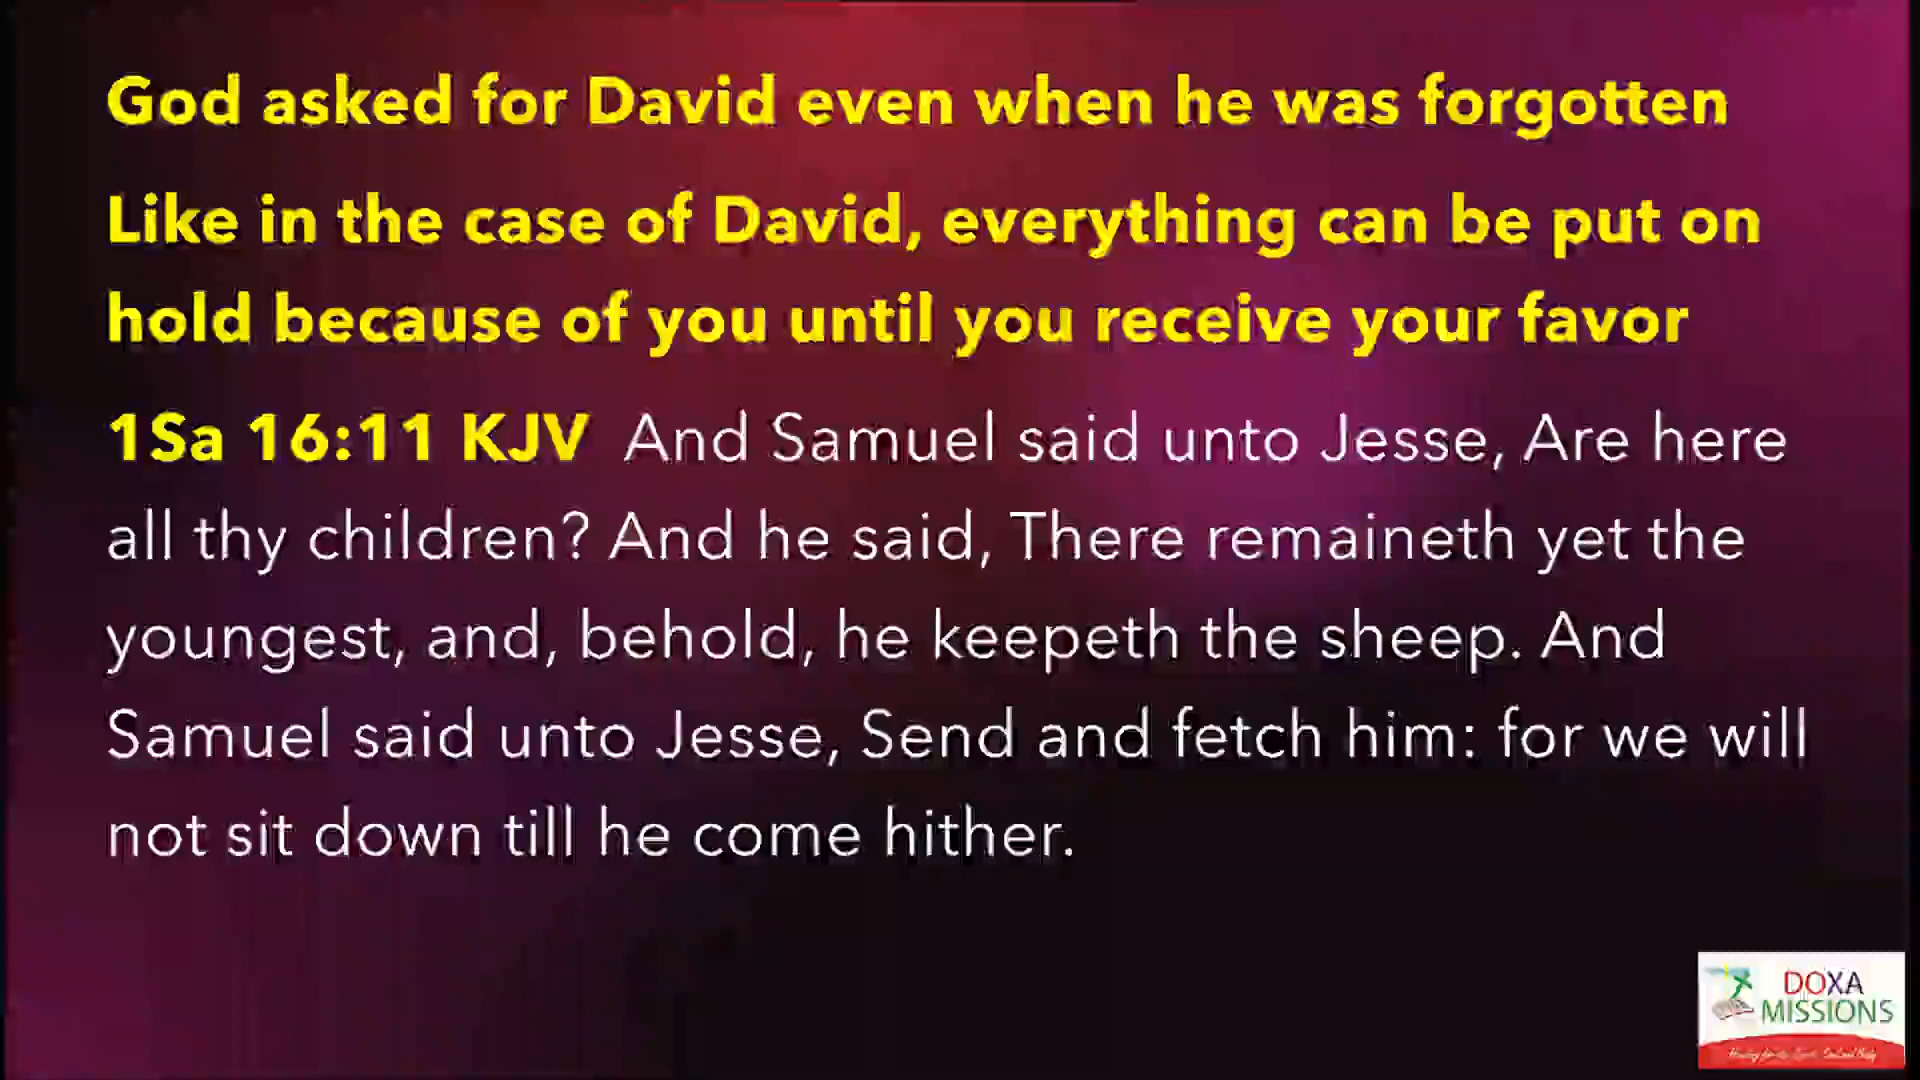 God asked for David even when he was forgotten
Like in the case of David, everything can be put on
hold because of you until you receive your favor
1Sa 16:11 KJV And Samuel said unto Jesse, Are here
all thy children? And he said, There remaineth yet the
youngest, and, behold, he keepeth the sheep. And
Samuel said unto Jesse, Send and fetch him: for we will
not sit down till he come hither.
DOXA
MISSIONS